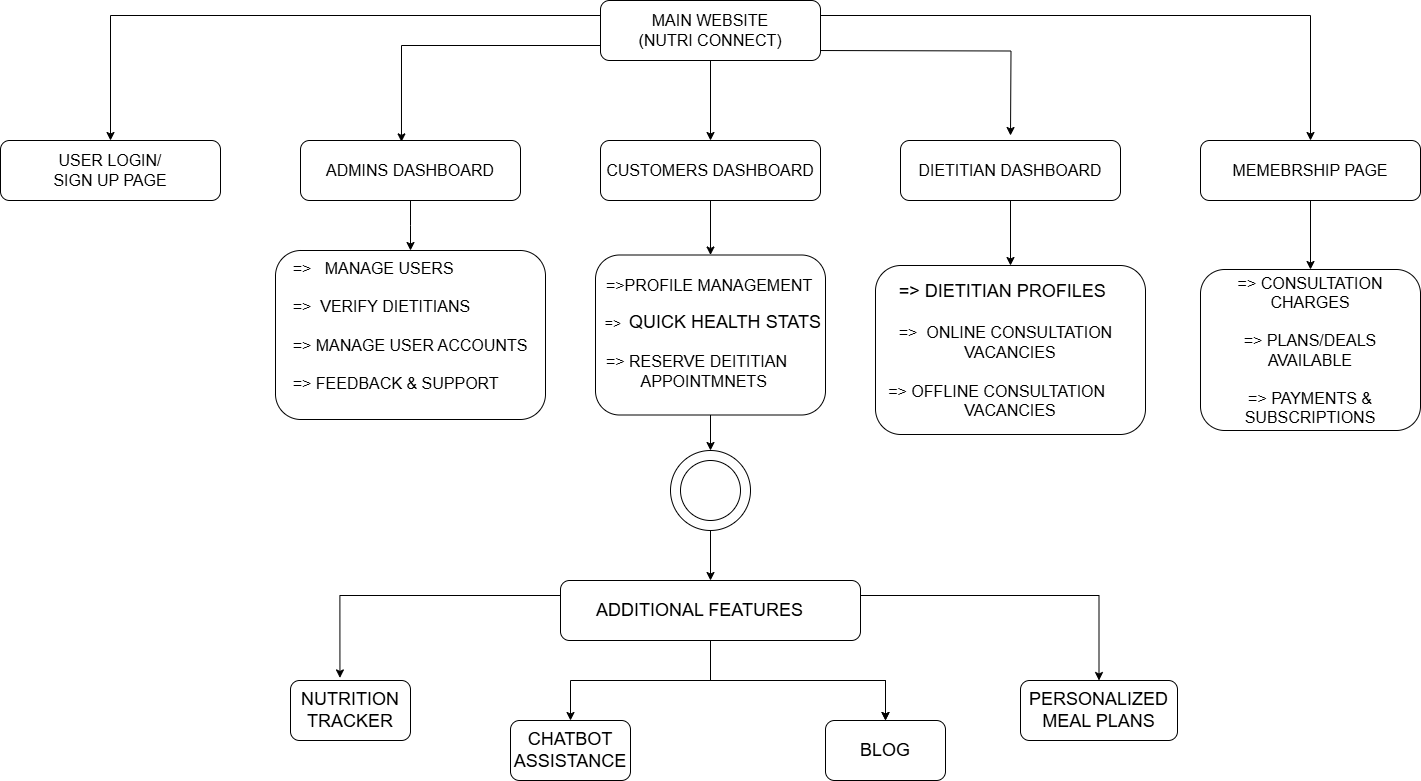 MAIN WEBSITE
(NUTRI CONNECT)
USER LOGIN/
SIGN UP PAGE
ADMINS DASHBOARD
CUSTOMERS DASHBOARD
DIETITIAN DASHBOARD
MEMEBRSHIP PAGE
=> MANAGE USERS
=> VERIFY DIETITIANS
=> MANAGE USER ACCOUNTS
=> FEEDBACK & SUPPORT
=>PROFILE MANAGEMENT
=> QUICK HEALTH STATS
=> RESERVE DEITITIAN
APPOINTMNETS
=> DIETITIAN PROFILES
=> ONLINE CONSULTATION
VACANCIES
=> OFFLINE CONSULTATION
VACANCIES
=> CONSULTATION
CHARGES
=> PLANS/DEALS
AVAILABLE
=> PAYMENTS &
SUBSCRIPTIONS
ADDITIONAL FEATURES
NUTRITION
TRACKER
CHATBOT
ASSISTANCE
BLOG
PERSONALIZED
MEAL PLANS